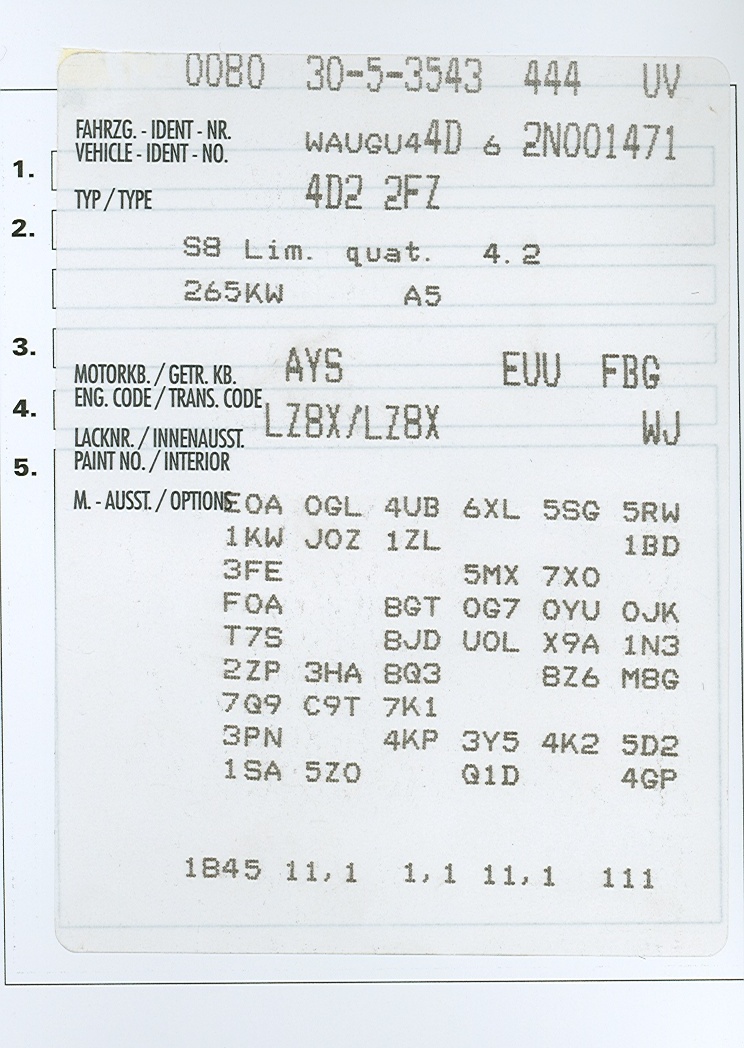 00B0 30-5-3543 444 UV
FAHRZG. - IDENT - NR.
VEHICLE - IDENT - NO. WAUGU44D 6 2N001471
1.
TYP / TYPE 4D2 2FZ
2.
S8 Lim. quat. 4.2
265KW A5
3.
MOTORKB. / GETR. KB. AYS EUU FBG
ENG. CODE / TRANS. CODE
4.
LACKNR. / INNENAUSST. LZ8X/LZ8X WJ
PAINT NO. / INTERIOR
5.
M. - AUSST. / OPTIONS E0A 0GL 4UB 6XL 5SG 5RW
1KW J0Z 1ZL 1BD
3FE 5MX 7X0
F0A 8GT 0G7 0YU 0JK
T7S 8JD U0L X9A 1N3
2ZP 3HA 8Q3 8Z6 M8G
7Q9 C9T 7K1
3PN 4KP 3Y5 4K2 5D2
1SA 5Z0 Q1D 4GP
1845 11,1 1,1 11,1 111